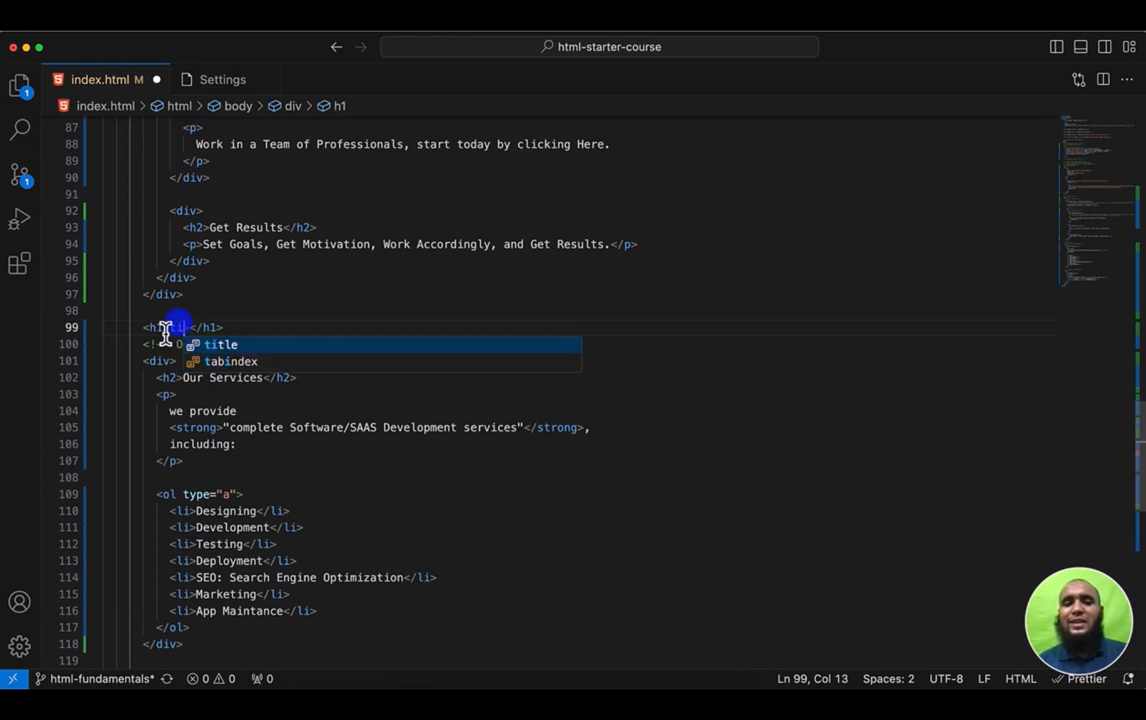 html-starter-course
index.html M
Settings
index.html > html > body > div > h1
87 <p>
88 Work in a Team of Professionals, start today by clicking Here.
89 </p>
90 </div>
91
92 <div>
93 <h2>Get Results</h2>
94 <p>Set Goals, Get Motivation, Work Accordingly, and Get Results.</p>
95 </div>
96 </div>
97 </div>
98
99 <h1 ti></h1>
100 <!-- O
title
101 <div>
tabindex
102 <h2>Our Services</h2>
103 <p>
104 we provide
105 <strong>"complete Software/SAAS Development services"</strong>,
106 including:
107 </p>
108
109 <ol type="a">
110 <li>Designing</li>
111 <li>Development</li>
112 <li>Testing</li>
113 <li>Deployment</li>
114 <li>SEO: Search Engine Optimization</li>
115 <li>Marketing</li>
116 <li>App Maintance</li>
117 </ol>
118 </div>
119
1
1
html-fundamentals* 0 0 0 Ln 99, Col 13 Spaces: 2 UTF-8 LF HTML Prettier